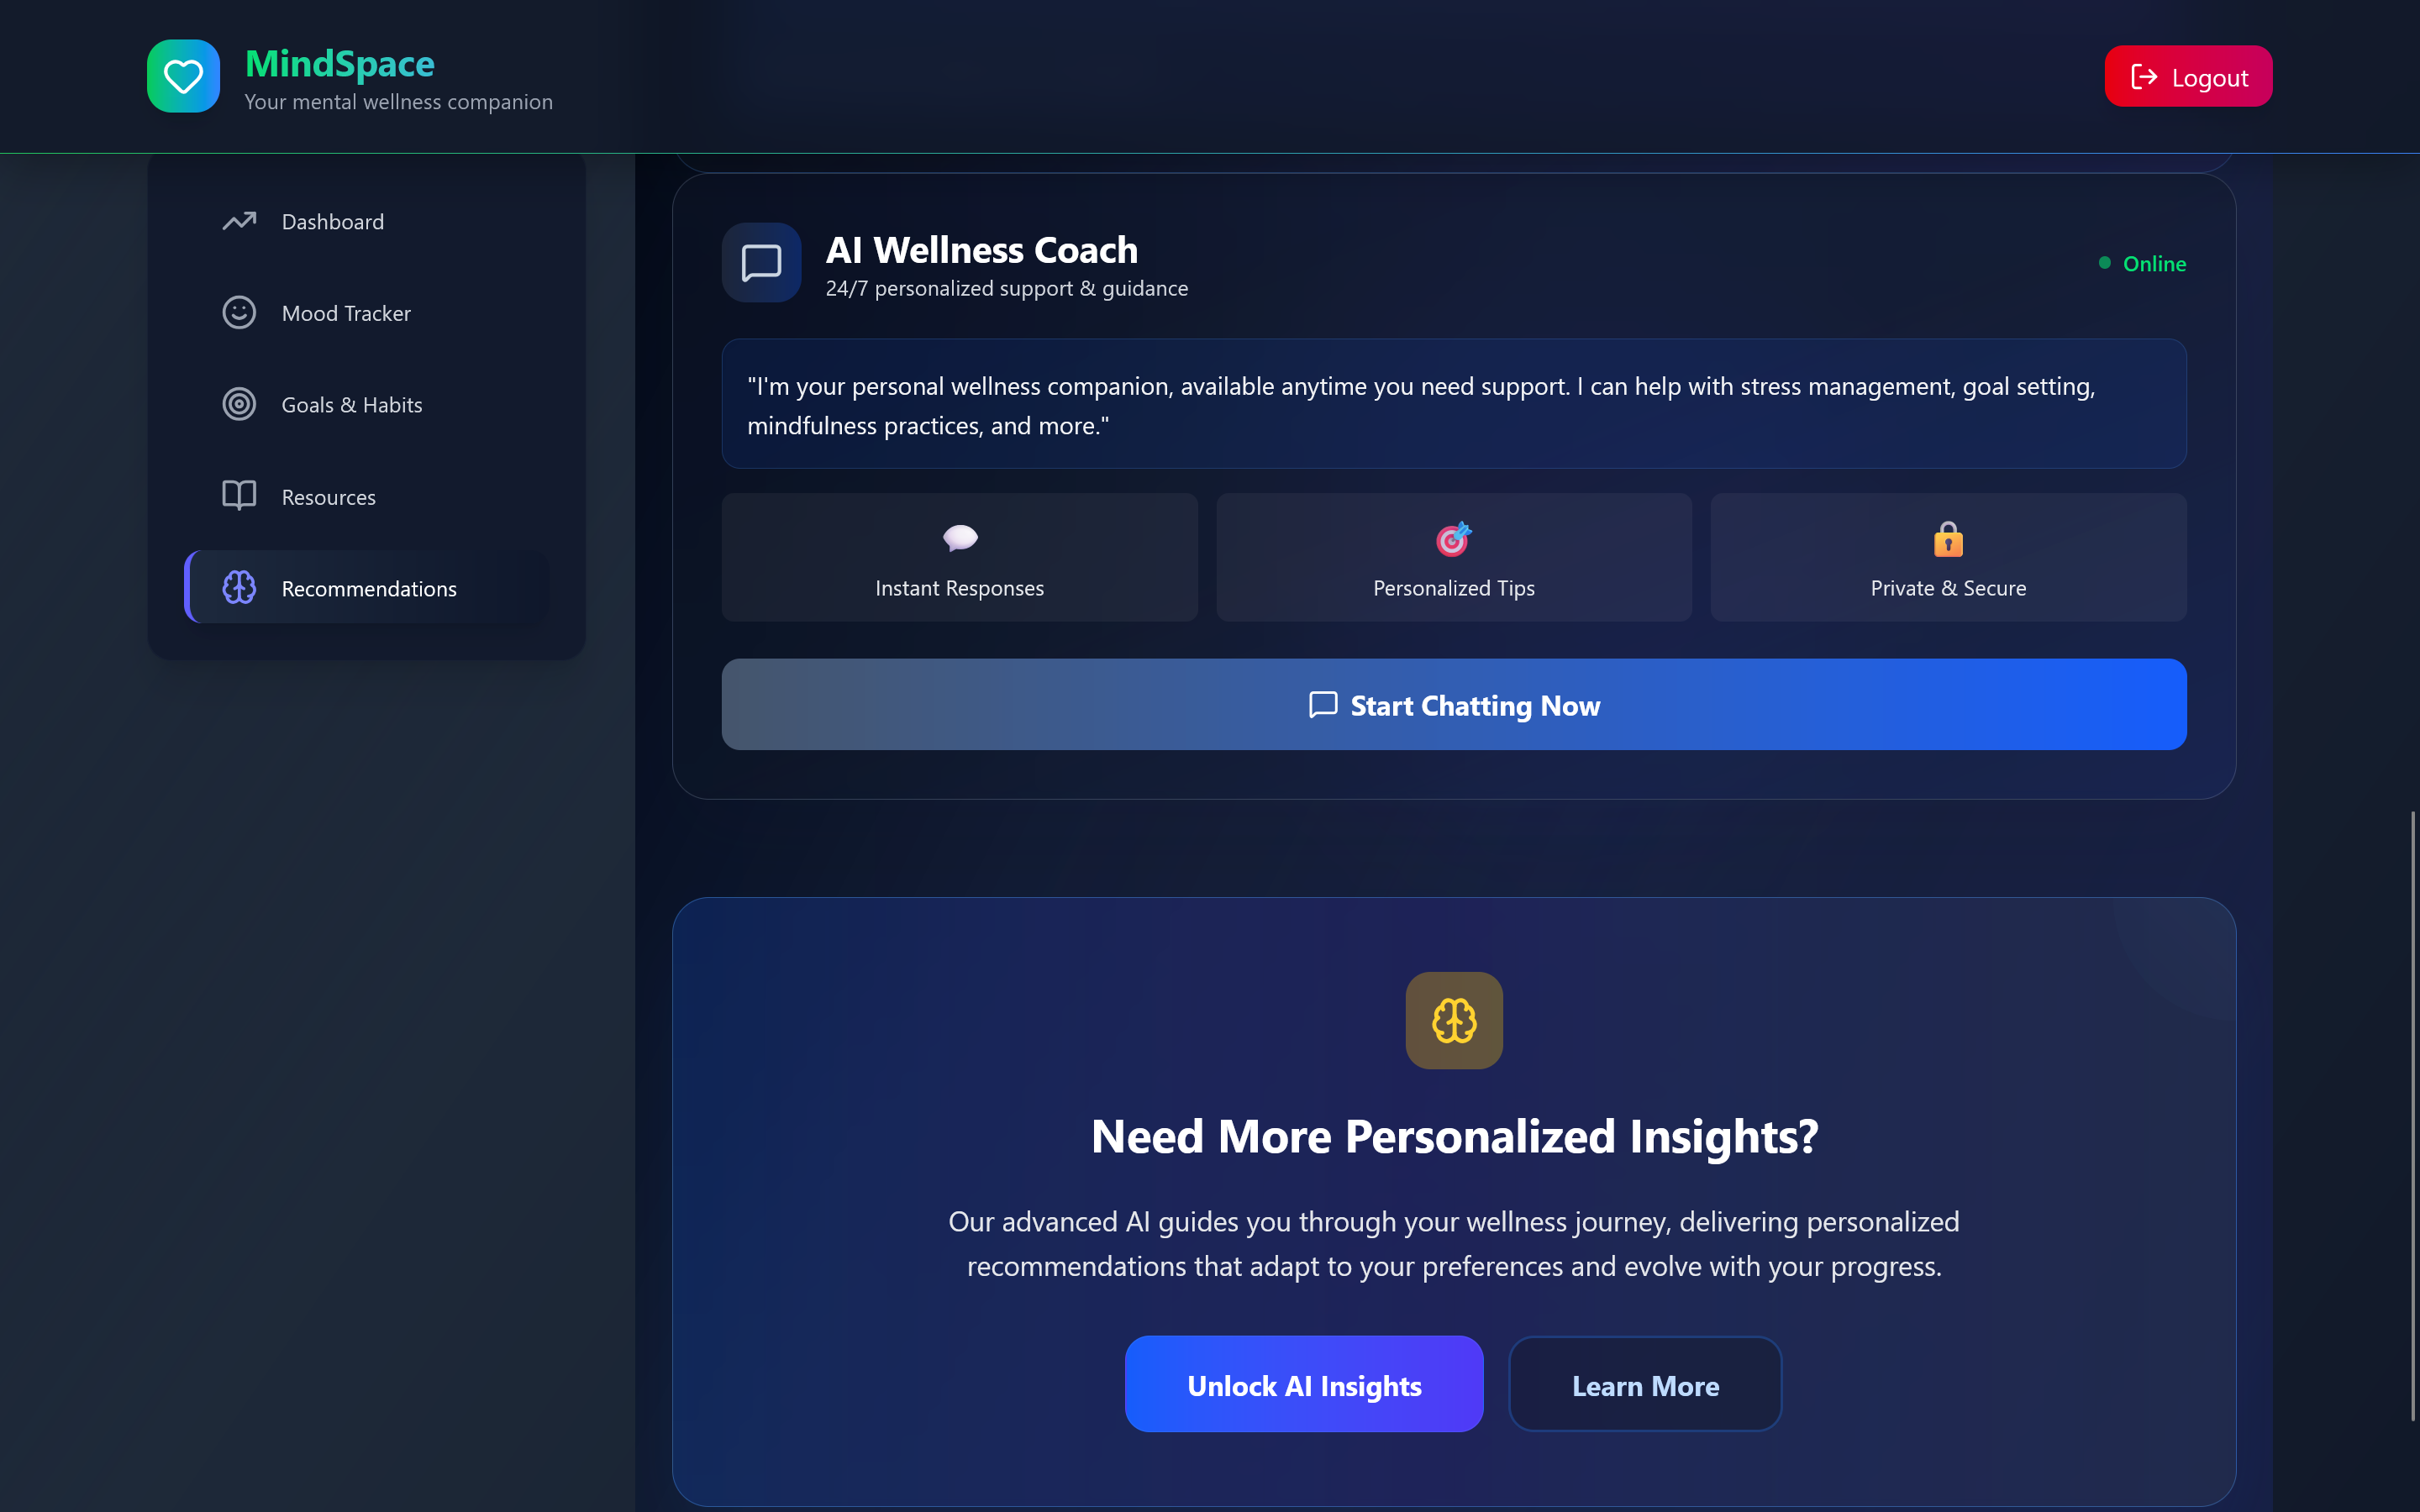 MindSpace
Your mental wellness companion
Logout
Dashboard
Mood Tracker
Goals & Habits
Resources
Recommendations
AI Wellness Coach
24/7 personalized support & guidance
Online
"I'm your personal wellness companion, available anytime you need support. I can help with stress management, goal setting,
mindfulness practices, and more."
Instant Responses
Personalized Tips
Private & Secure
Start Chatting Now
Need More Personalized Insights?
Our advanced AI guides you through your wellness journey, delivering personalized
recommendations that adapt to your preferences and evolve with your progress.
Unlock AI Insights
Learn More